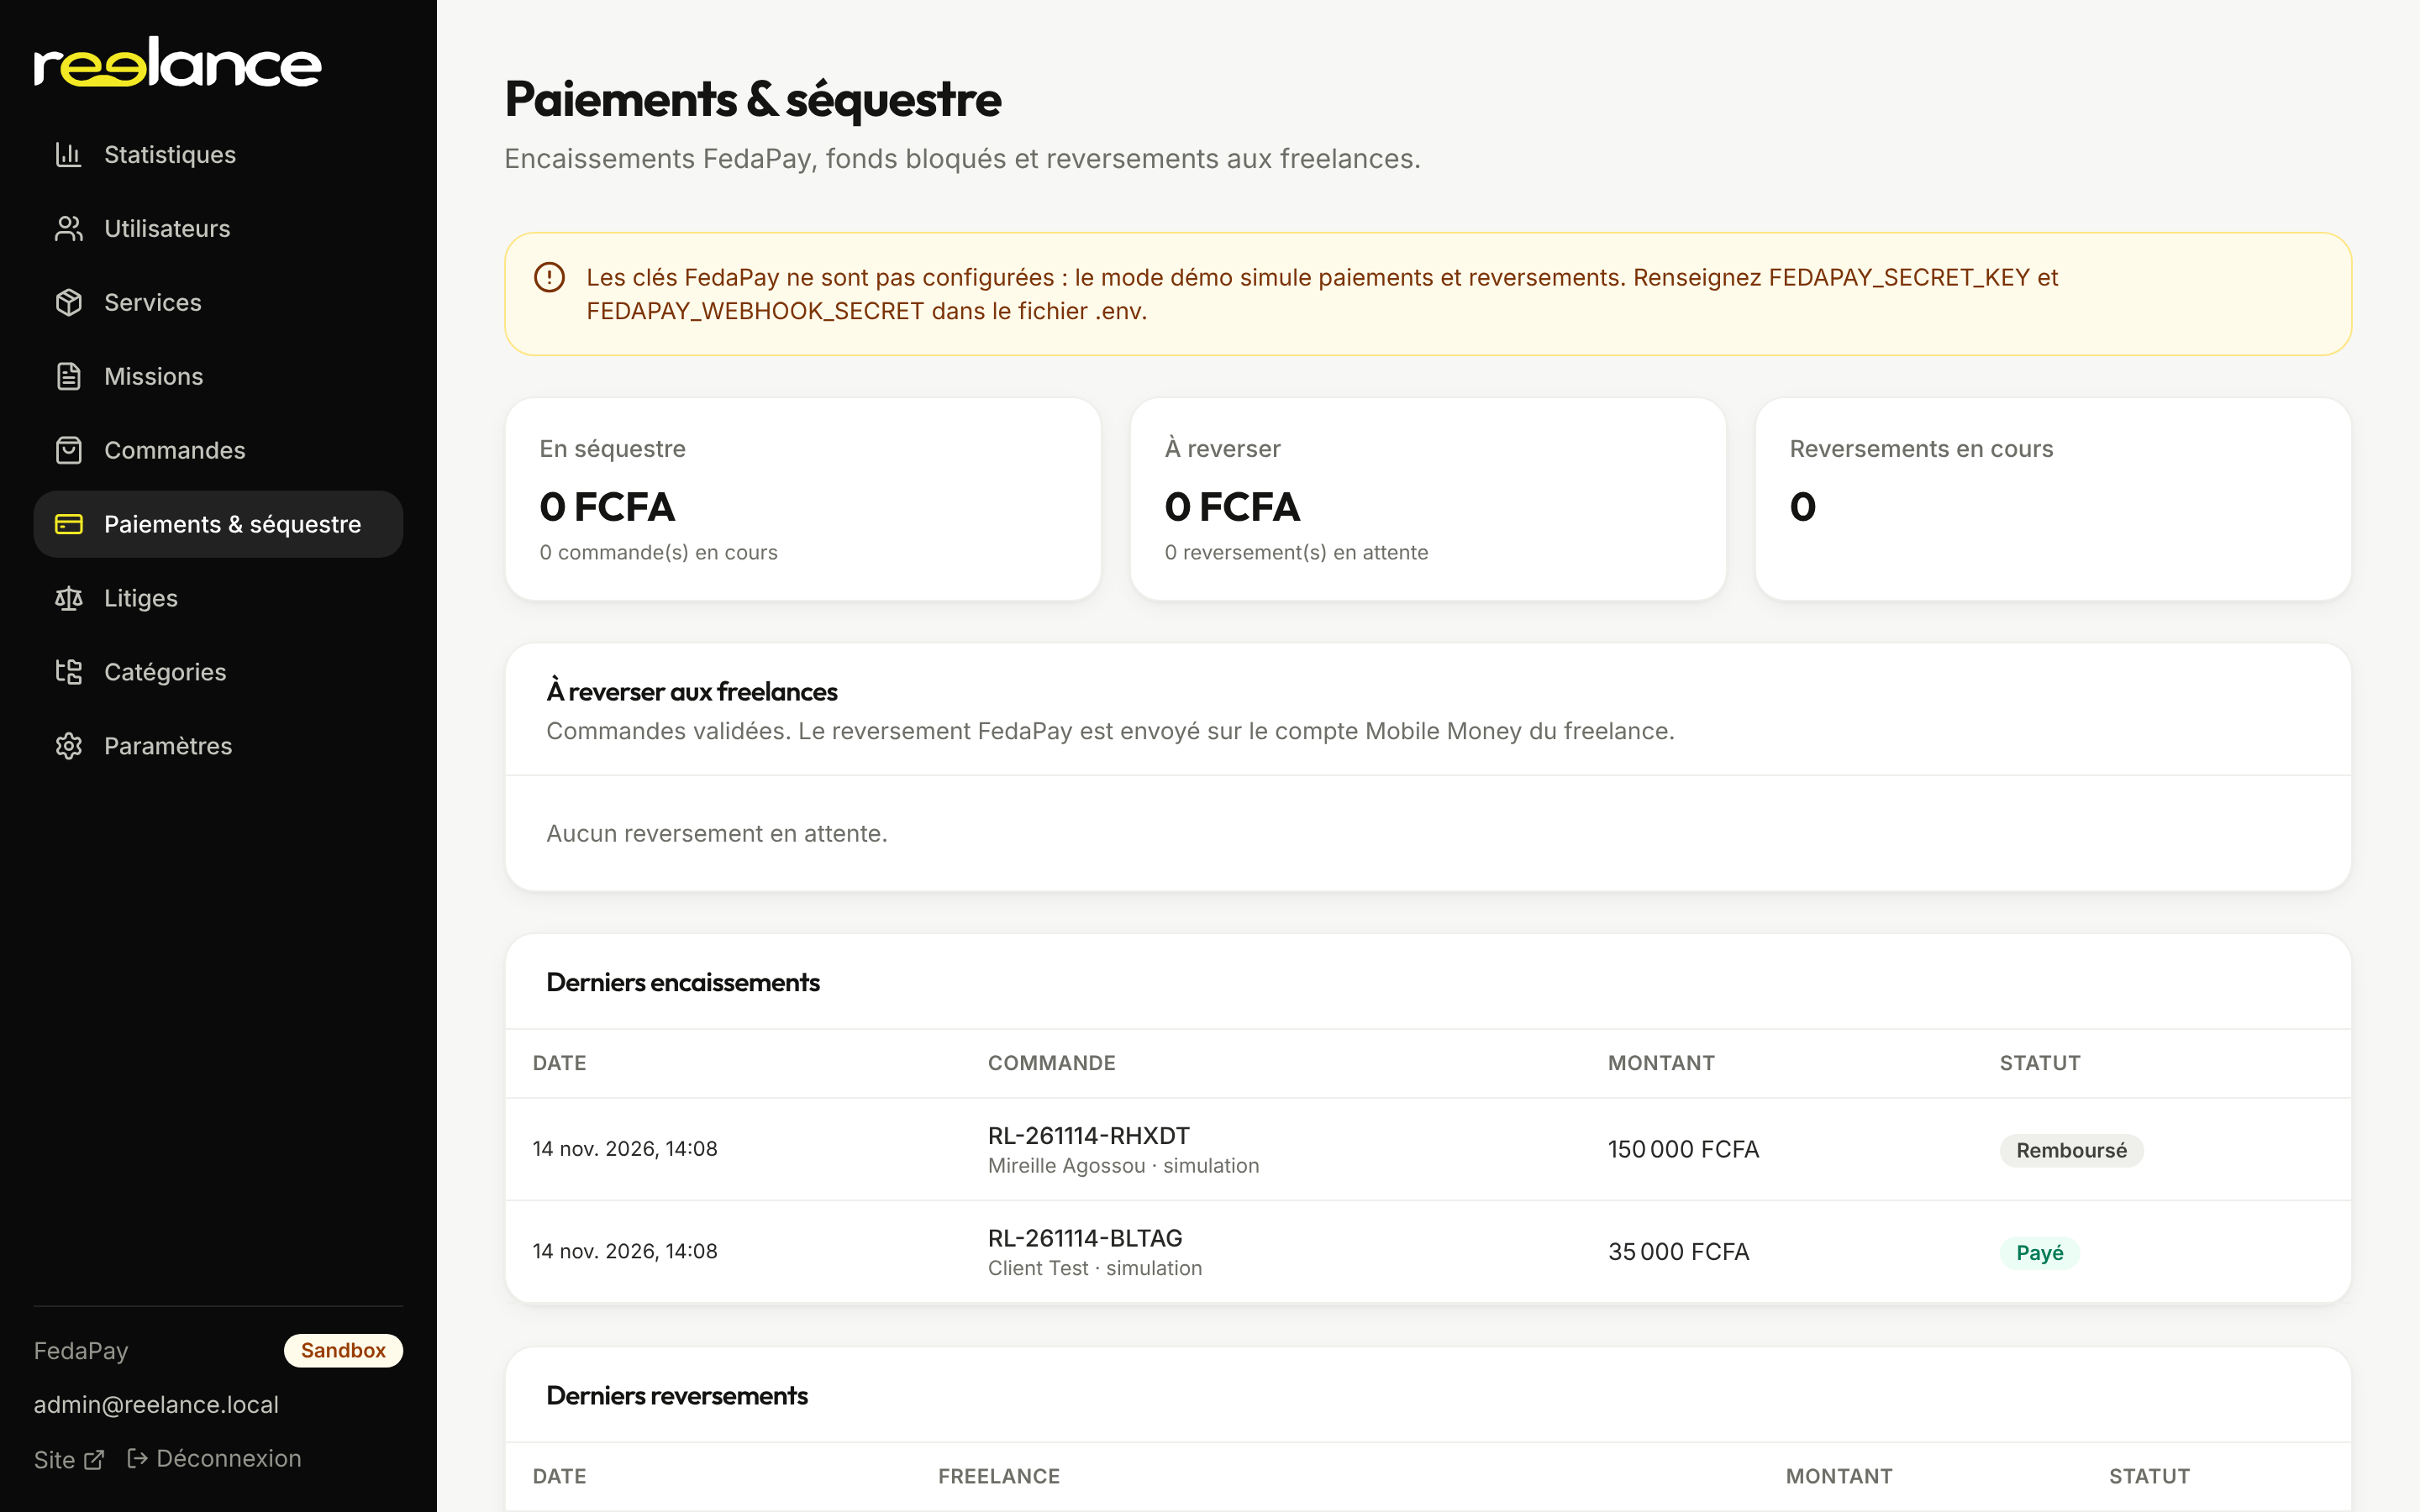 reelance
Statistiques
Utilisateurs
Services
Missions
Commandes
Paiements & séquestre
Litiges
Catégories
Paramètres
FedaPay
Sandbox
admin@reelance.local
Site
Déconnexion
Paiements & séquestre
Encaissements FedaPay, fonds bloqués et reversements aux freelances.
Les clés FedaPay ne sont pas configurées : le mode démo simule paiements et reversements. Renseignez FEDAPAY_SECRET_KEY et
FEDAPAY_WEBHOOK_SECRET dans le fichier .env.
En séquestre
0 FCFA
0 commande(s) en cours
À reverser
0 FCFA
0 reversement(s) en attente
Reversements en cours
0
À reverser aux freelances
Commandes validées. Le reversement FedaPay est envoyé sur le compte Mobile Money du freelance.
Aucun reversement en attente.
Derniers encaissements
DATE COMMANDE MONTANT STATUT
14 nov. 2026, 14:08 RL-261114-RHXDT 150 000 FCFA Remboursé
Mireille Agossou · simulation
14 nov. 2026, 14:08 RL-261114-BLTAG 35 000 FCFA Payé
Client Test · simulation
Derniers reversements
DATE FREELANCE MONTANT STATUT